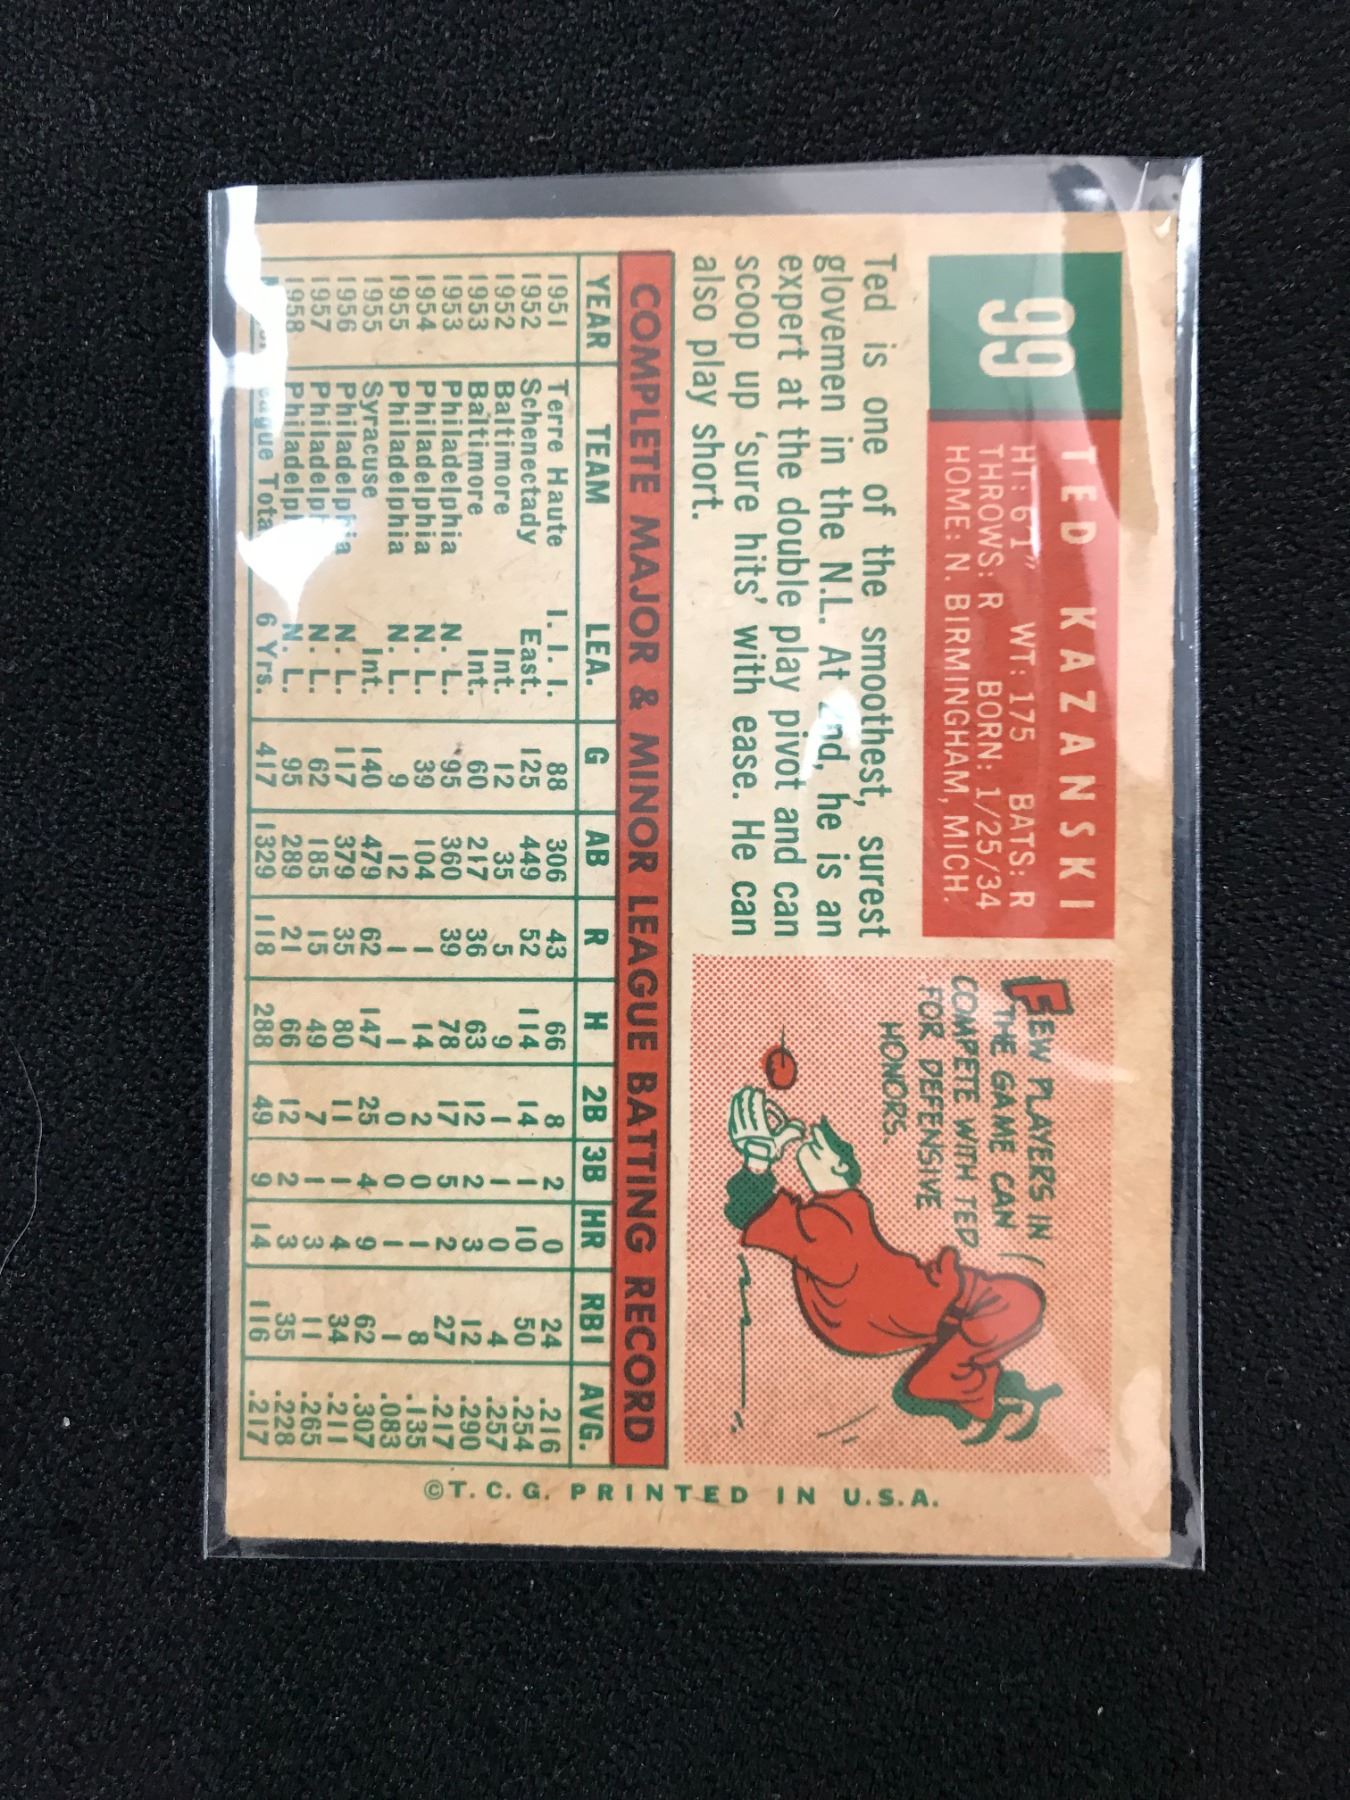 99
TED KAZANSKI
HT: 6'1" WT: 175 BATS: R
THROWS: R BORN: 1/25/34
HOME: N. BIRMINGHAM, MICH.
Ted is one of the smoothest, surest
glovemen in the N.L. At 2nd, he is an
expert at the double play pivot and can
scoop up 'sure hits' with ease. He can
also play short.
FEW PLAYERS IN
THE GAME CAN
COMPETE WITH TED
FOR DEFENSIVE
HONORS.
COMPLETE MAJOR & MINOR LEAGUE BATTING RECORD
YEAR TEAM LEA. G AB R H 2B 3B HR RBI AVG.
1951 Terre Haute I. I. I. 88 306 43 66 8 2 0 24 .216
1952 Schenectady East. 125 449 52 114 14 1 10 50 .254
1952 Baltimore Int. 12 35 5 9 1 1 0 4 .257
1953 Baltimore Int. 60 217 36 63 12 2 3 12 .290
1953 Philadelphia N. L. 95 360 39 78 17 5 2 27 .217
1954 Philadelphia N. L. 39 104 1 14 2 0 1 8 .135
1955 Philadelphia N. L. 9 12 1 1 0 0 1 1 .083
1955 Syracuse Int. 140 479 62 147 25 4 9 62 .307
1956 Philadelphia N. L. 117 379 35 80 11 1 4 34 .211
1957 Philadelp N. L. 62 185 15 49 7 1 3 11 .265
1958 Philadelp N. L. 95 289 21 66 12 2 3 35 .228
eague Tota 6 Yrs. 417 1329 118 288 49 9 14 116 .217
©T. C. G. PRINTED IN U.S.A.